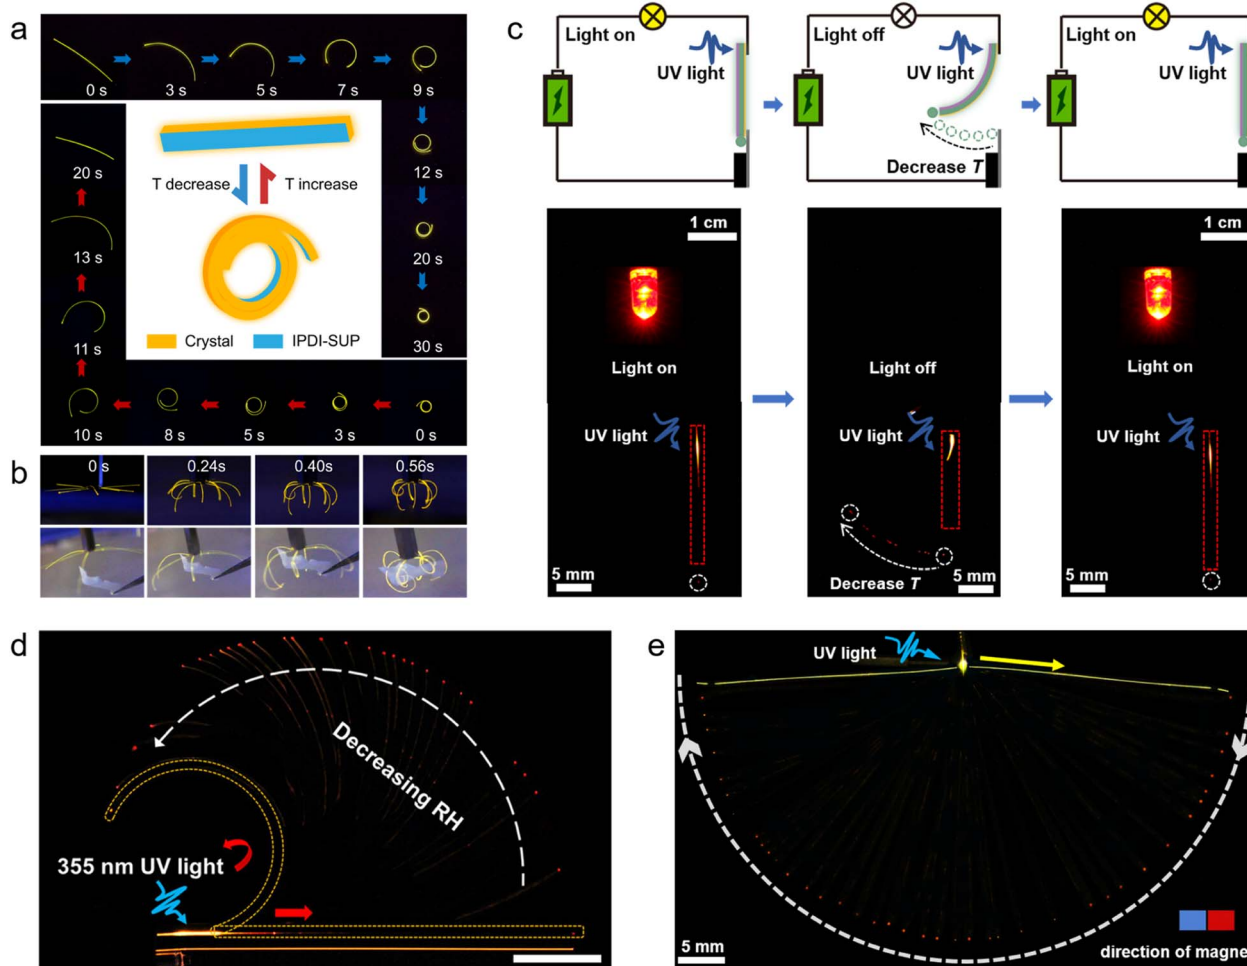 a
0 s
3 s
5 s
7 s
9 s
12 s
20 s
30 s
0 s
3 s
5 s
8 s
10 s
11 s
13 s
20 s
T decrease
T increase
Crystal
IPDI-SUP
b
0 s
0.24s
0.40s
0.56s
c
Light on
UV light
Light off
UV light
Decrease T
Light on
UV light
1 cm
Light on
UV light
5 mm
Light off
UV light
Decrease T
5 mm
1 cm
Light on
UV light
5 mm
d
Decreasing RH
355 nm UV light
e
UV light
5 mm
direction of magne